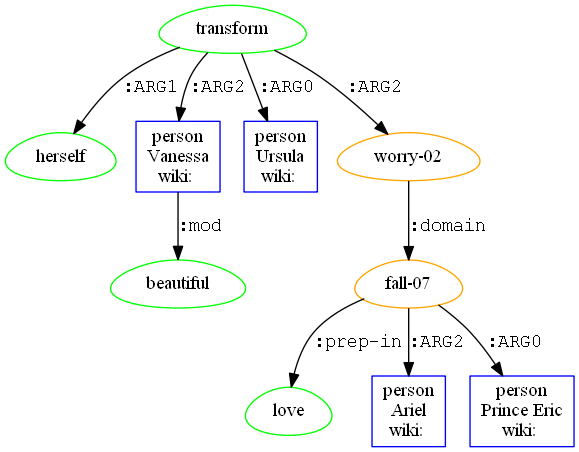 transform
:ARG1
:ARG2
:ARG0
:ARG2
herself
person
Vanessa
wiki:
person
Ursula
wiki:
worry-02
:mod
:domain
beautiful
fall-07
:prep-in
:ARG2
:ARG0
love
person
Ariel
wiki:
person
Prince Eric
wiki: